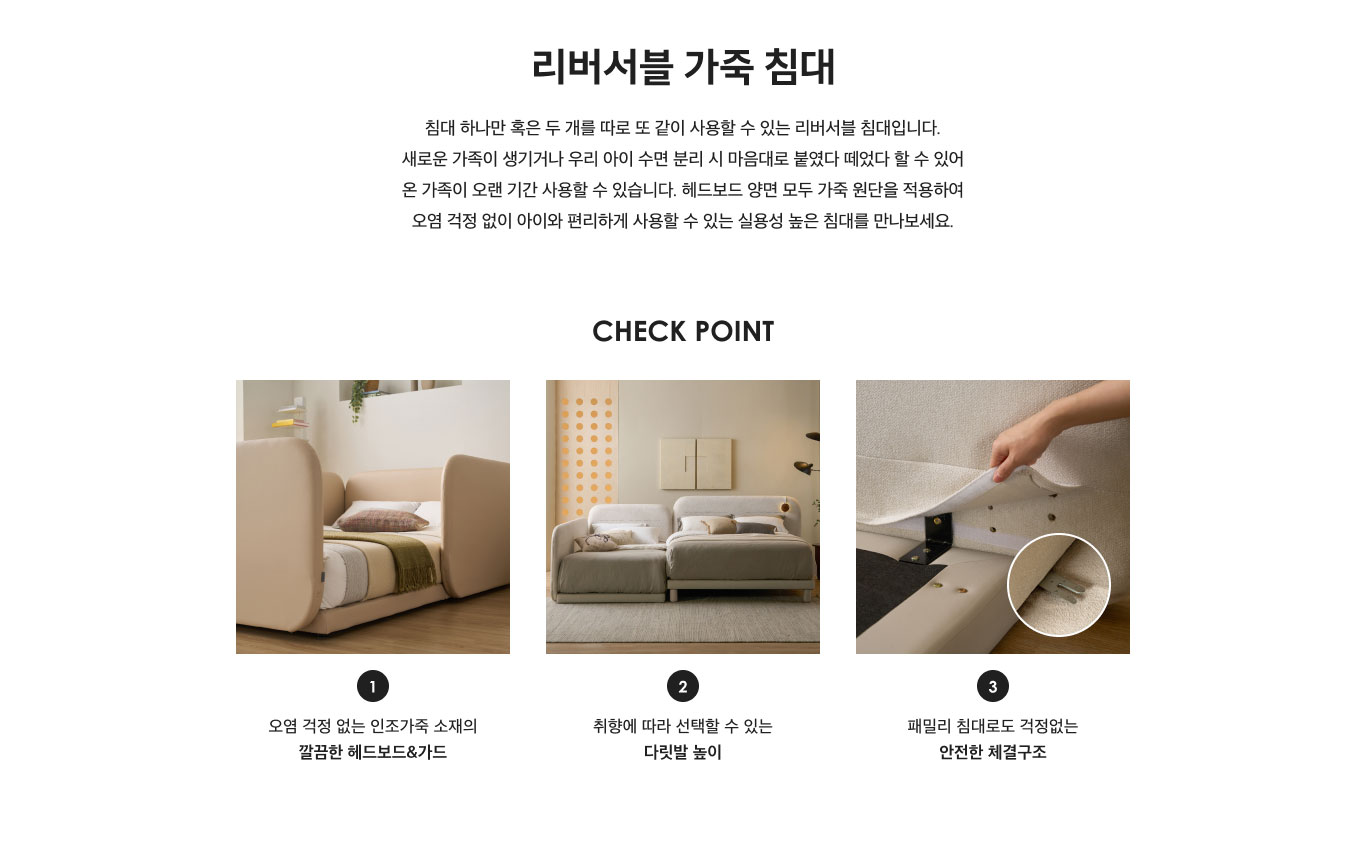 리버서블 가죽 침대
침대 하나만 혹은 두 개를 따로 또 같이 사용할 수 있는 리버서블 침대입니다.
새로운 가족이 생기거나 우리 아이 수면 분리 시 마음대로 붙였다 떼었다 할 수 있어
온 가족이 오랜 기간 사용할 수 있습니다. 헤드보드 양면 모두 가죽 원단을 적용하여
오염 걱정 없이 아이와 편리하게 사용할 수 있는 실용성 높은 침대를 만나보세요.
CHECK POINT
1
오염 걱정 없는 인조가죽 소재의
깔끔한 헤드보드&가드
2
취향에 따라 선택할 수 있는
다릿발 높이
3
패밀리 침대로도 걱정없는
안전한 체결구조